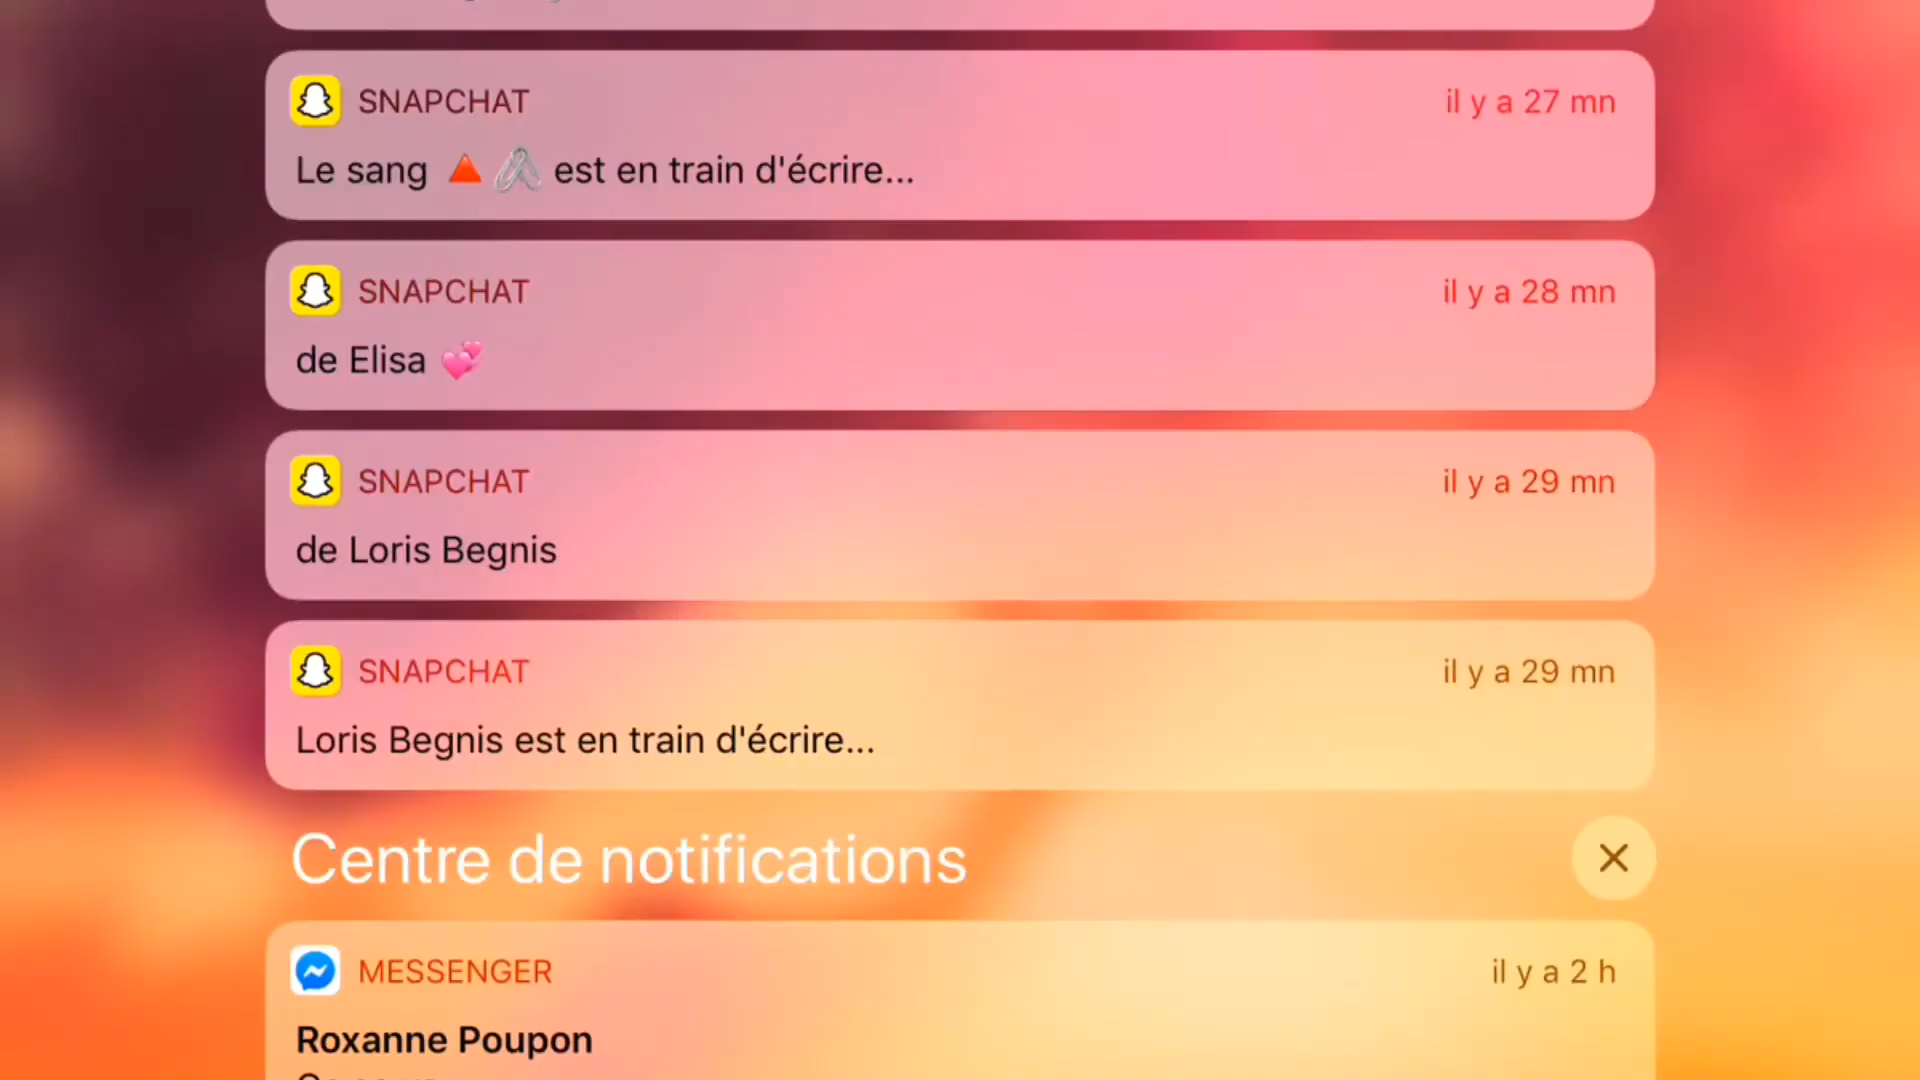 SNAPCHAT
il y a 27 mn
Le sang 🔺 🖇 est en train d'écrire...
SNAPCHAT
il y a 28 mn
de Elisa 💞
SNAPCHAT
il y a 29 mn
de Loris Begnis
SNAPCHAT
il y a 29 mn
Loris Begnis est en train d'écrire...
Centre de notifications
MESSENGER
il y a 2 h
Roxanne Poupon